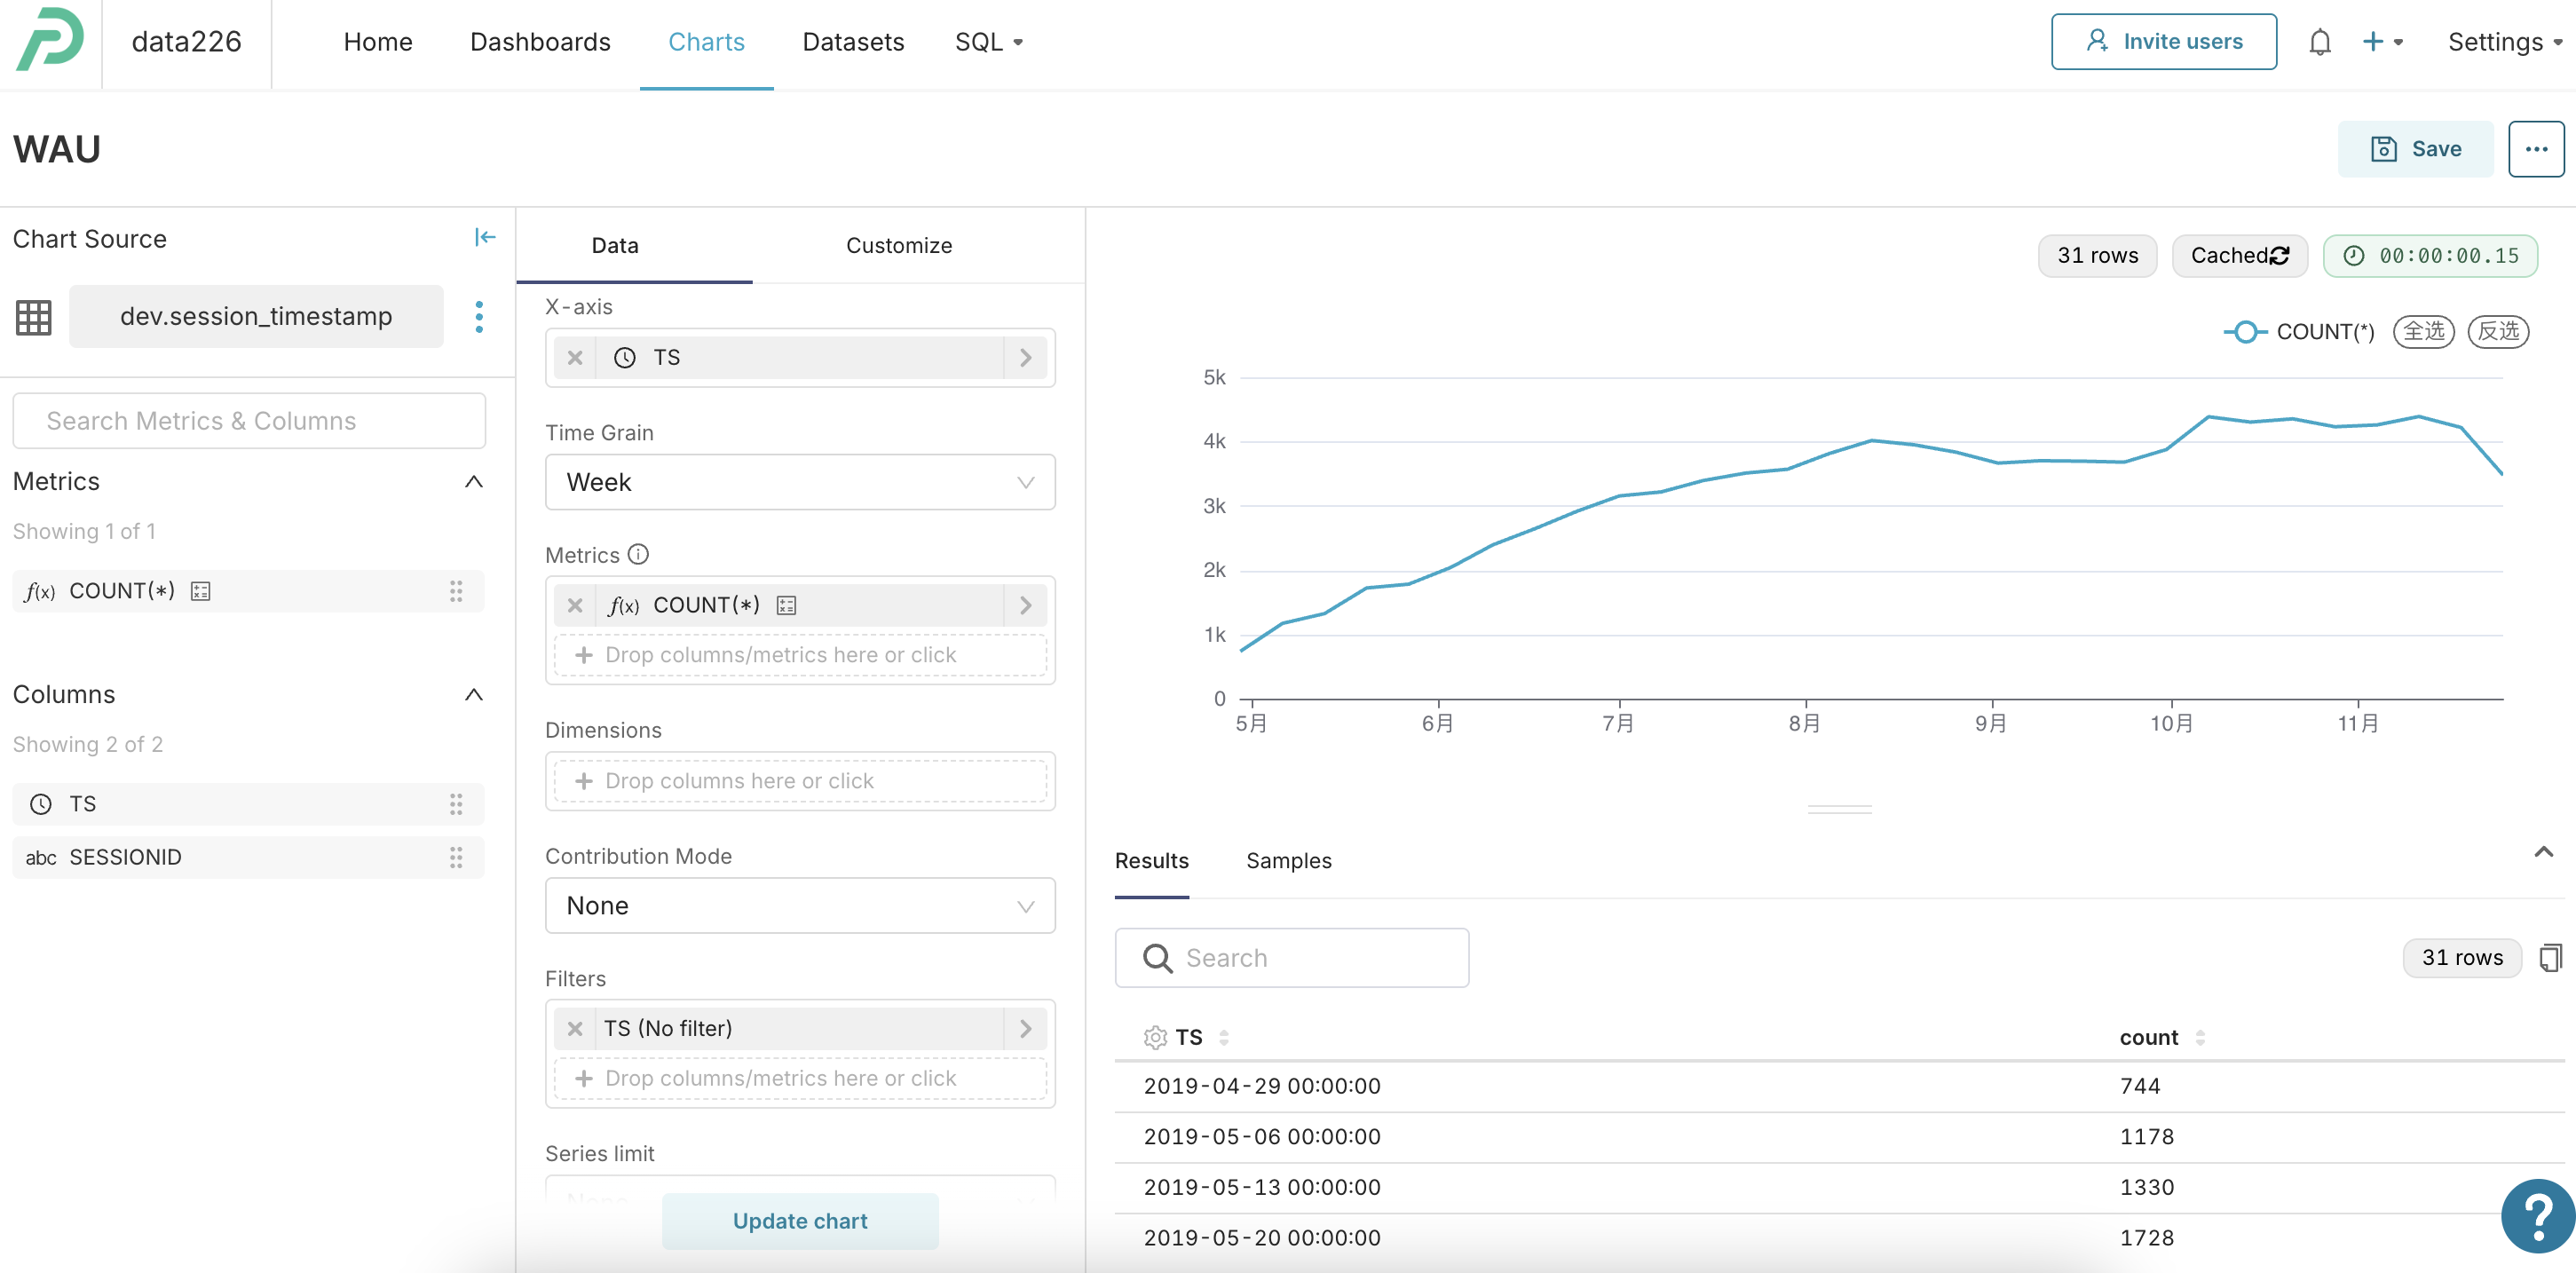 data226
Home
Dashboards
Charts
Datasets
SQL
Invite users
Settings
WAU
Save
Chart Source
dev.session_timestamp
Search Metrics & Columns
Metrics
Showing 1 of 1
f(x) COUNT(*)
Columns
Showing 2 of 2
TS
abc SESSIONID
Data
Customize
X-axis
TS
Time Grain
Week
Metrics
f(x) COUNT(*)
Drop columns/metrics here or click
Dimensions
Drop columns here or click
Contribution Mode
None
Filters
TS (No filter)
Drop columns/metrics here or click
Series limit
None
Update chart
31 rows
Cached
00:00:00.15
COUNT(*)
全选
反选
5k
4k
3k
2k
1k
0
5月
6月
7月
8月
9月
10月
11月
Results
Samples
Search
31 rows
TS
count
2019-04-29 00:00:00
744
2019-05-06 00:00:00
1178
2019-05-13 00:00:00
1330
2019-05-20 00:00:00
1728
?